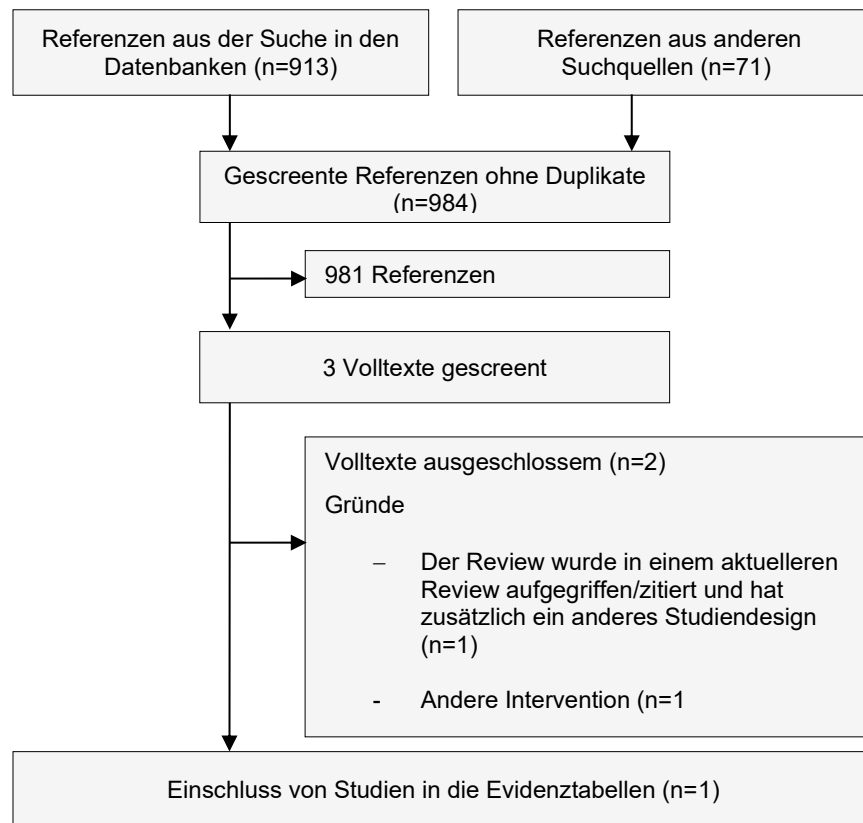 Referenzen aus der Suche in den
Datenbanken (n=913)
Referenzen aus anderen
Suchquellen (n=71)
Gescreente Referenzen ohne Duplikate
(n=984)
981 Referenzen
3 Volltexte gescreent
Volltexte ausgeschlossem (n=2)
Gründe
– Der Review wurde in einem aktuelleren
Review aufgegriffen/zitiert und hat
zusätzlich ein anderes Studiendesign
(n=1)
- Andere Intervention (n=1
Einschluss von Studien in die Evidenztabellen (n=1)